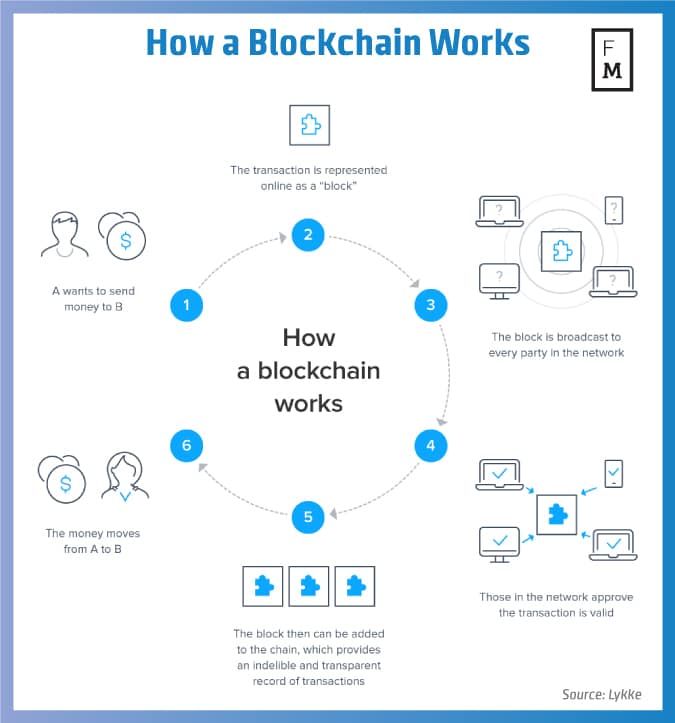 How a Blockchain Works
F
M
The transaction is represented
online as a "block"
$
A wants to send
money to B
1
2
3
?
?
?
?
The block is broadcast to
every party in the network
How
a blockchain
works
4
Those in the network approve
the transaction is valid
5
The block then can be added
to the chain, which provides
an indelible and transparent
record of transactions
6
$
The money moves
from A to B
Source: Lykke